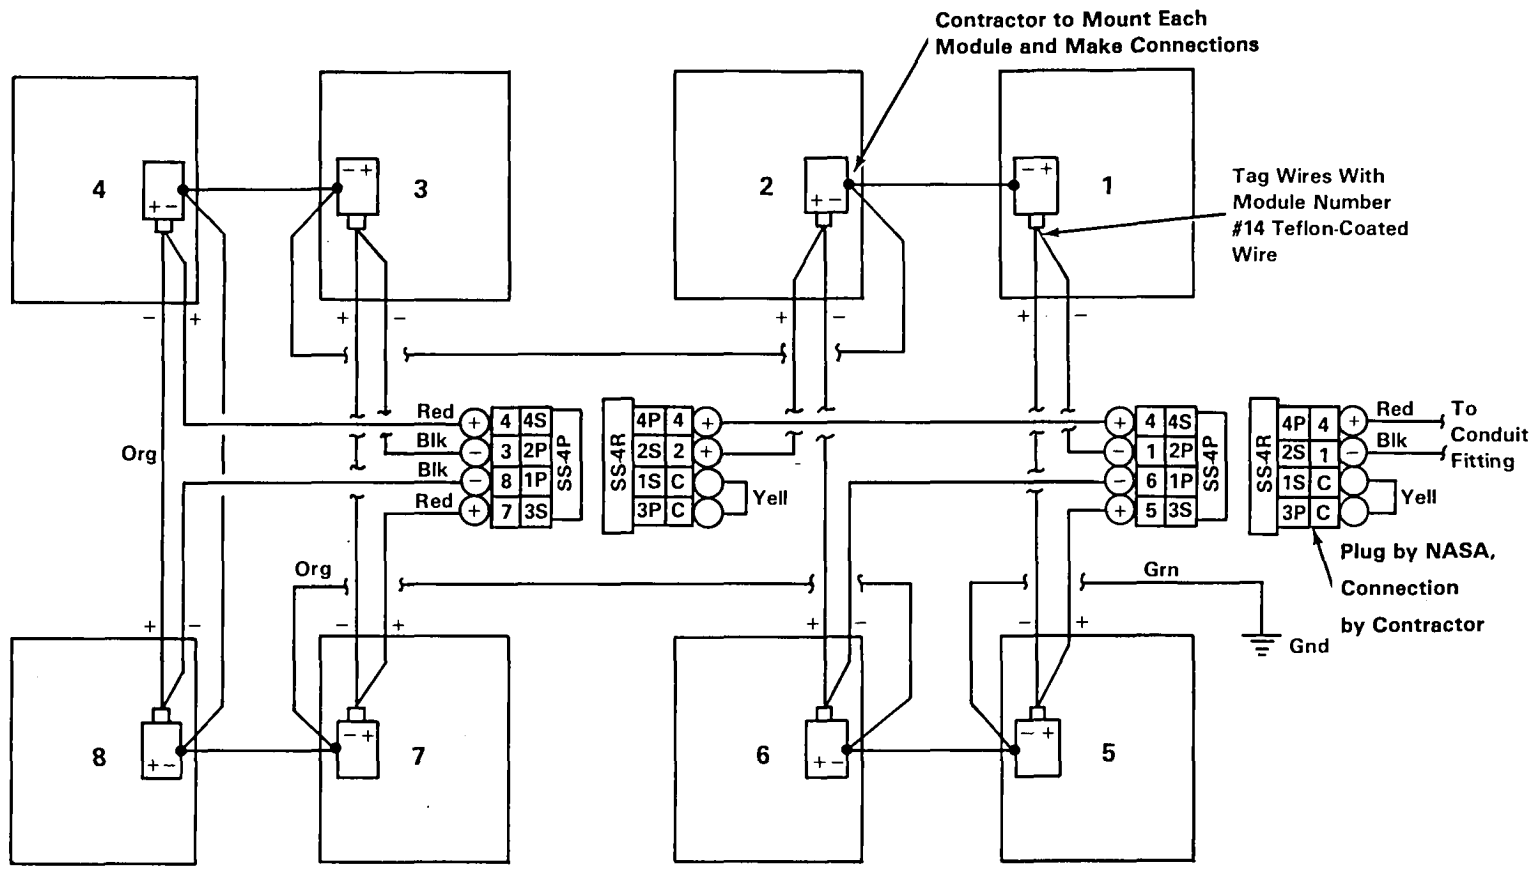 Contractor to Mount Each
Module and Make Connections
4
+ −
− +
3
2
+ −
− +
1
Tag Wires With
Module Number
#14 Teflon-Coated
Wire
− +
+ −
+ −
+ −
Org
Red + 4 4S
Blk − 3 2P
Blk − 8 1P
Red + 7 3S
SS-4P
SS-4R
4P 4 +
2S 2 +
1S C
3P C
Yell
+ 4 4S
− 1 2P
− 6 1P
+ 5 3S
SS-4P
SS-4R
4P 4 + Red
2S 1 − Blk
1S C
3P C
Yell
To
Conduit
Fitting
Plug by NASA,
Connection
by Contractor
Org
Grn
Gnd
+ −
− +
+ −
− +
8
+ −
− +
7
6
+ −
− +
5